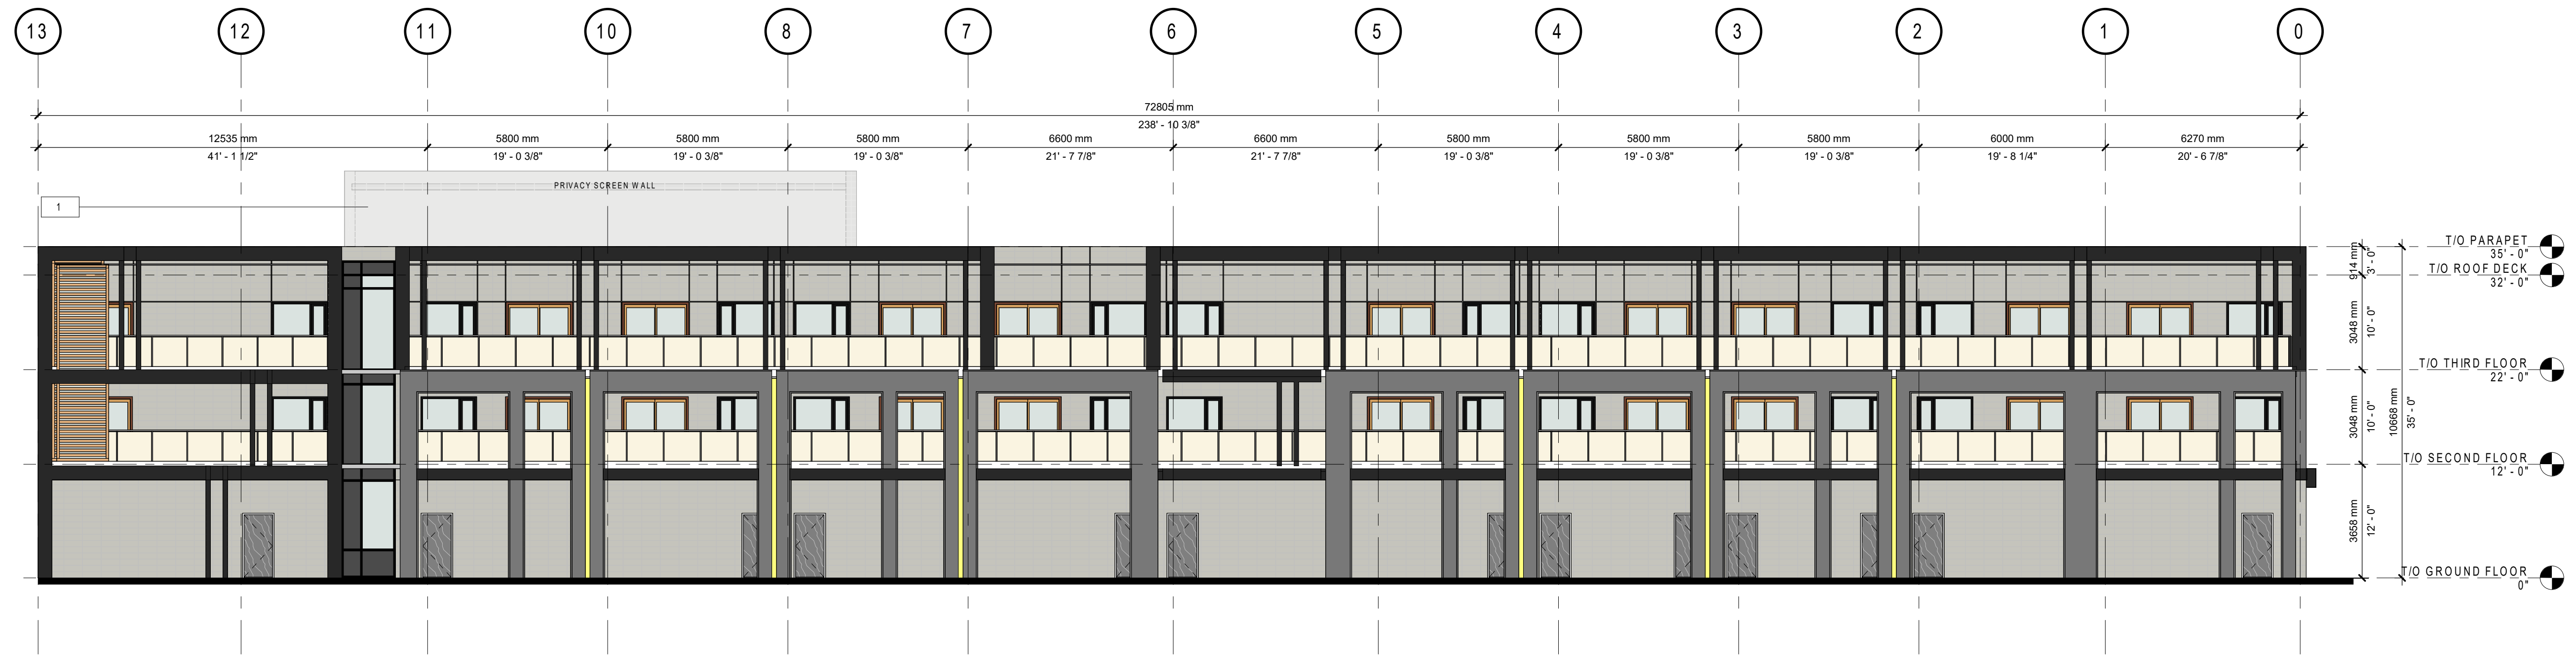 13 12 11 10 8 7 6 5 4 3 2 1 0
72805 mm
238' - 10 3/8"
12535 mm 5800 mm 5800 mm 5800 mm 6600 mm 6600 mm 5800 mm 5800 mm 5800 mm 6000 mm 6270 mm
41' - 1 1/2" 19' - 0 3/8" 19' - 0 3/8" 19' - 0 3/8" 21' - 7 7/8" 21' - 7 7/8" 19' - 0 3/8" 19' - 0 3/8" 19' - 0 3/8" 19' - 8 1/4" 20' - 6 7/8"
PRIVACY SCREEN WALL
1
T/O PARAPET
35' - 0"
914 mm
3' - 0"
T/O ROOF DECK
32' - 0"
3048 mm
10' - 0"
T/O THIRD FLOOR
22' - 0"
3048 mm
10' - 0"
10668 mm
35' - 0"
T/O SECOND FLOOR
12' - 0"
3658 mm
12' - 0"
T/O GROUND FLOOR
0"